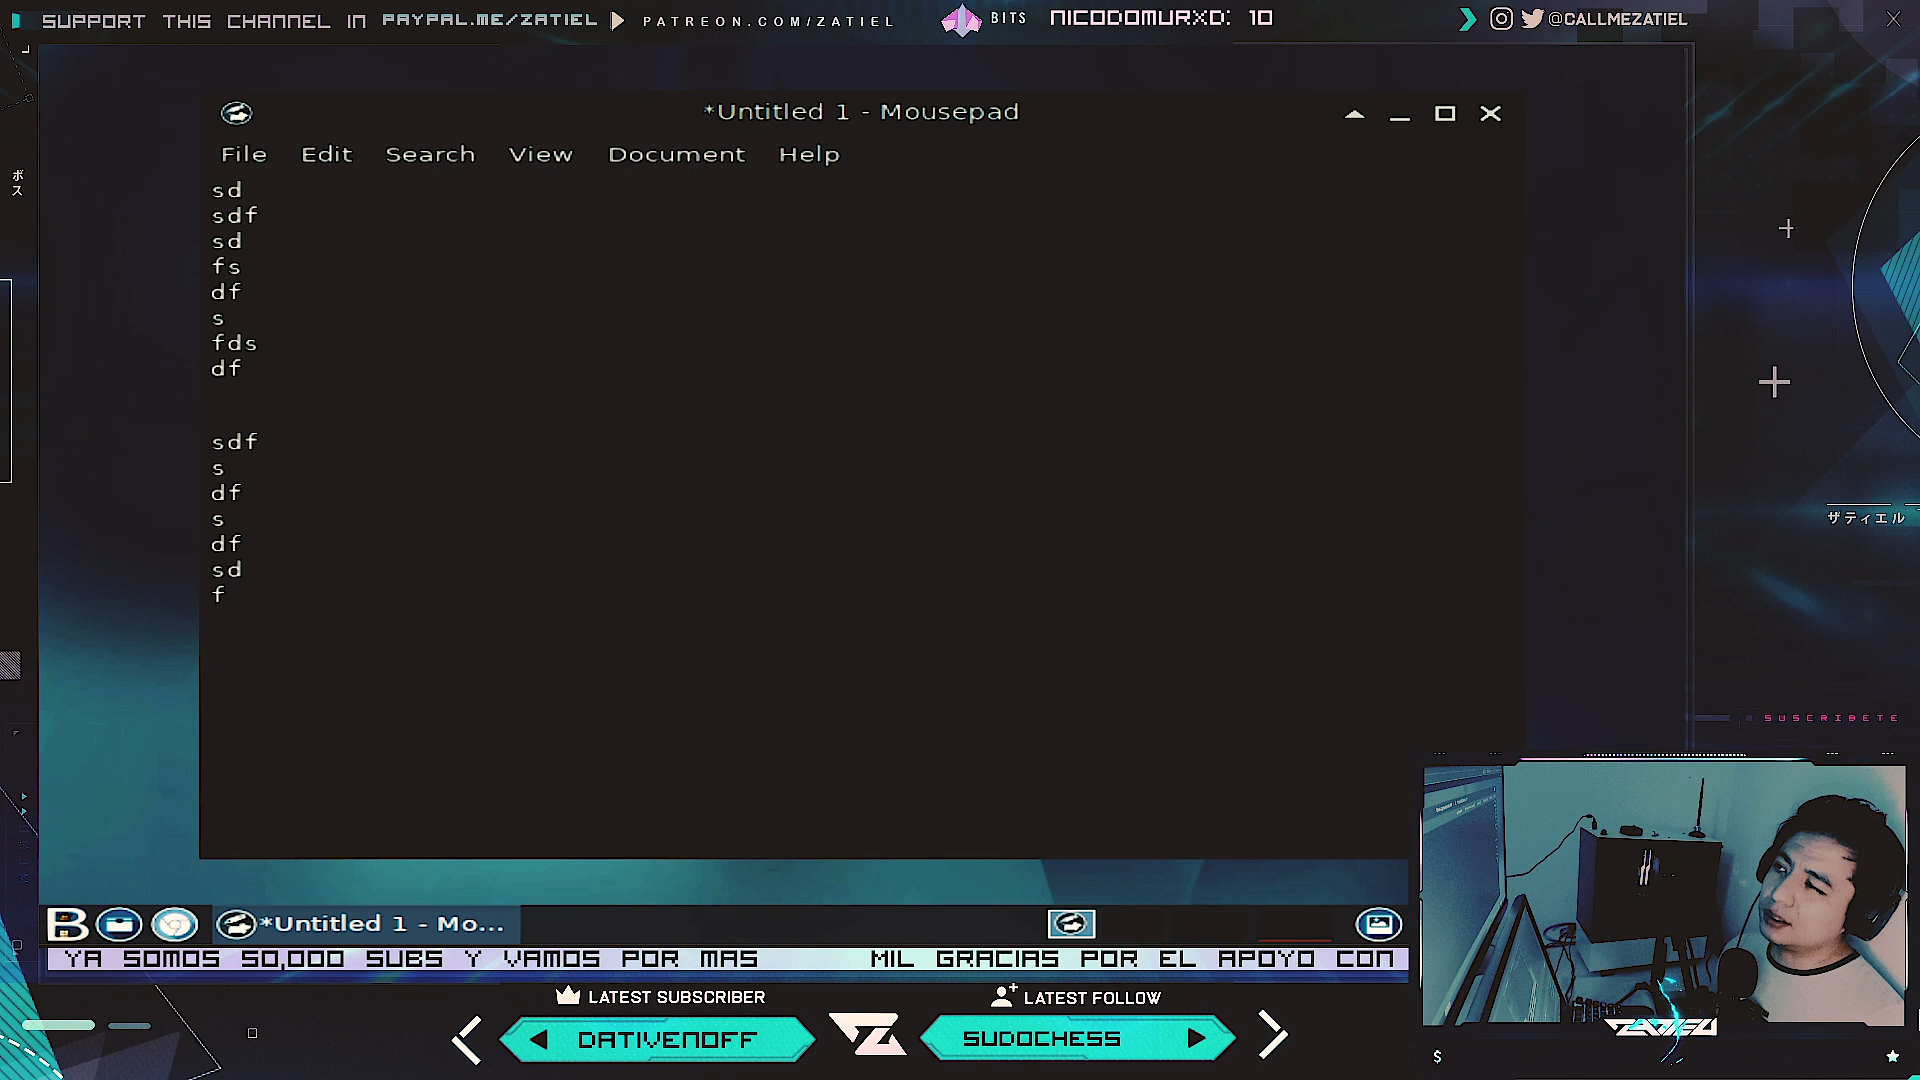 SUPPORT THIS CHANNEL IN PAYPAL.ME/ZATIEL PATREON.COM/ZATIEL BITS NICODOMURXD: 10 @CALLMEZATIEL
*Untitled 1 - Mousepad
File Edit Search View Document Help
ボス
sd
sdf
sd
fs
df
s
fds
df
sdf
s
df
s
df
sd
f
ザティエル
SUSCRIBETE
*Untitled 1 - Mo...
YA SOMOS 50,000 SUBS Y VAMOS POR MAS MIL GRACIAS POR EL APOYO CON
LATEST SUBSCRIBER LATEST FOLLOW
DATIVENOFF SUDOCHESS
ZATIEL
$